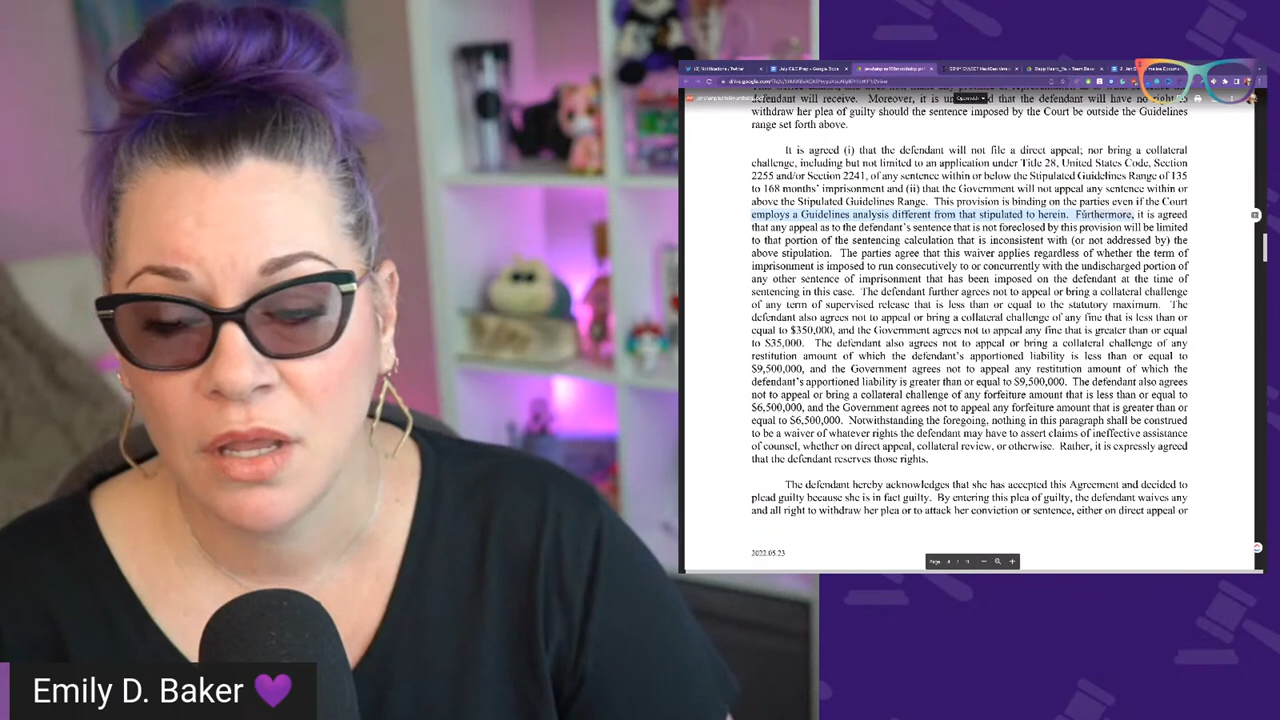 Notifications / Twitter
July C&C Prep - Google Docs
drive.google.com
defendant will receive. Moreover, it is that the defendant will have no right to
withdraw her plea of guilty should the sentence imposed by the Court be outside the Guidelines
range set forth above.
It is agreed (i) that the defendant will not file a direct appeal; nor bring a collateral
challenge, including but not limited to an application under Title 28, United States Code, Section
2255 and/or Section 2241, of any sentence within or below the Stipulated Guidelines Range of 135
to 168 months' imprisonment and (ii) that the Government will not appeal any sentence within or
above the Stipulated Guidelines Range. This provision is binding on the parties even if the Court
employs a Guidelines analysis different from that stipulated to herein. Furthermore, it is agreed
that any appeal as to the defendant's sentence that is not foreclosed by this provision will be limited
to that portion of the sentencing calculation that is inconsistent with (or not addressed by) the
above stipulation. The parties agree that this waiver applies regardless of whether the term of
imprisonment is imposed to run consecutively to or concurrently with the undischarged portion of
any other sentence of imprisonment that has been imposed on the defendant at the time of
sentencing in this case. The defendant further agrees not to appeal or bring a collateral challenge
of any term of supervised release that is less than or equal to the statutory maximum. The
defendant also agrees not to appeal or bring a collateral challenge of any fine that is less than or
equal to $350,000, and the Government agrees not to appeal any fine that is greater than or equal
to $35,000. The defendant also agrees not to appeal or bring a collateral challenge of any
restitution amount of which the defendant's apportioned liability is less than or equal to
$9,500,000, and the Government agrees not to appeal any restitution amount of which the
defendant's apportioned liability is greater than or equal to $9,500,000. The defendant also agrees
not to appeal or bring a collateral challenge of any forfeiture amount that is less than or equal to
$6,500,000, and the Government agrees not to appeal any forfeiture amount that is greater than or
equal to $6,500,000. Notwithstanding the foregoing, nothing in this paragraph shall be construed
to be a waiver of whatever rights the defendant may have to assert claims of ineffective assistance
of counsel, whether on direct appeal, collateral review, or otherwise. Rather, it is expressly agreed
that the defendant reserves those rights.
The defendant hereby acknowledges that she has accepted this Agreement and decided to
plead guilty because she is in fact guilty. By entering this plea of guilty, the defendant waives any
and all right to withdraw her plea or to attack her conviction or sentence, either on direct appeal or
2022.05.23
Page
Emily D. Baker 💜